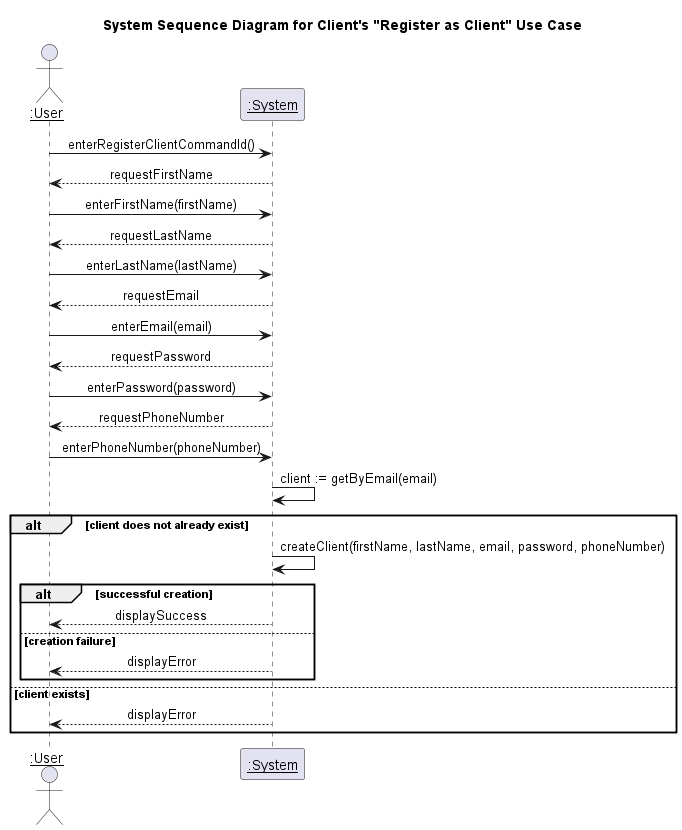 System Sequence Diagram for Client's "Register as Client" Use Case
:User
:System
enterRegisterClientCommandId()
requestFirstName
enterFirstName(firstName)
requestLastName
enterLastName(lastName)
requestEmail
enterEmail(email)
requestPassword
enterPassword(password)
requestPhoneNumber
enterPhoneNumber(phoneNumber)
client := getByEmail(email)
alt [client does not already exist]
createClient(firstName, lastName, email, password, phoneNumber)
alt [successful creation]
displaySuccess
[creation failure]
displayError
[client exists]
displayError
:User
:System